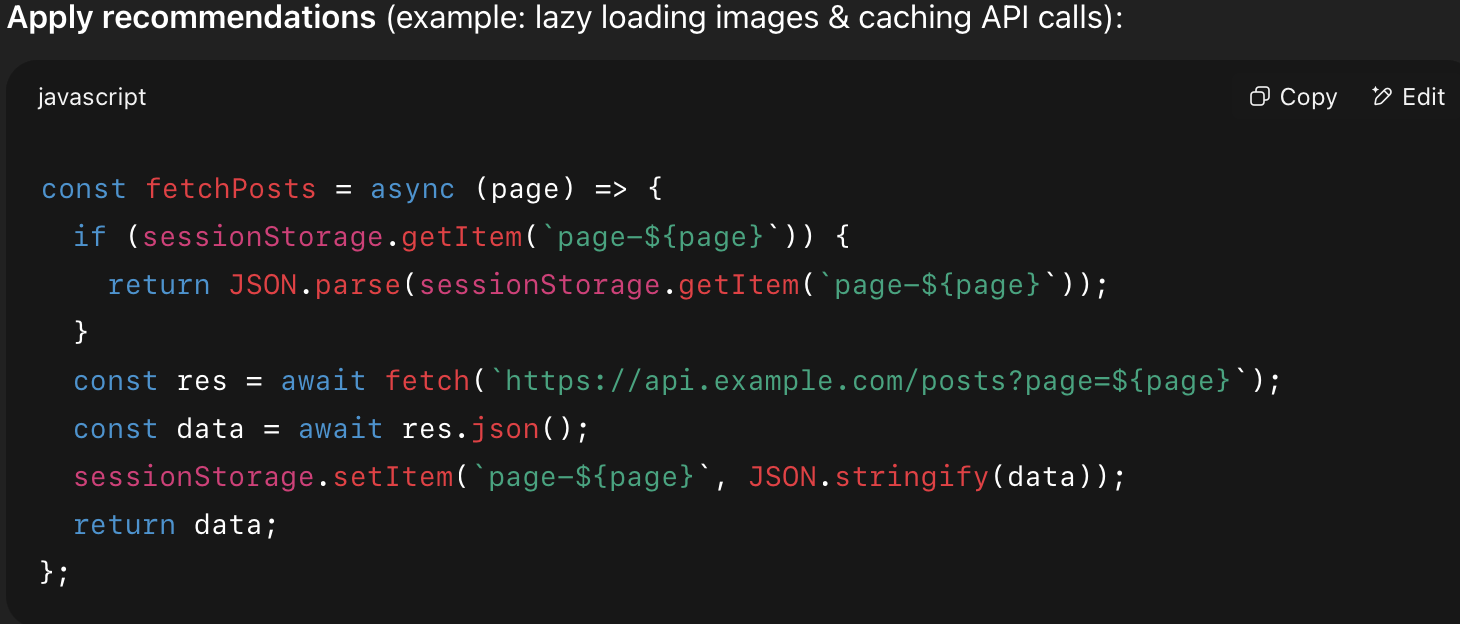 Apply recommendations (example: lazy loading images & caching API calls):
javascript
Copy
Edit
const fetchPosts = async (page) => {
  if (sessionStorage.getItem(`page-${page}`)) {
    return JSON.parse(sessionStorage.getItem(`page-${page}`));
  }
  const res = await fetch(`https://api.example.com/posts?page=${page}`);
  const data = await res.json();
  sessionStorage.setItem(`page-${page}`, JSON.stringify(data));
  return data;
};